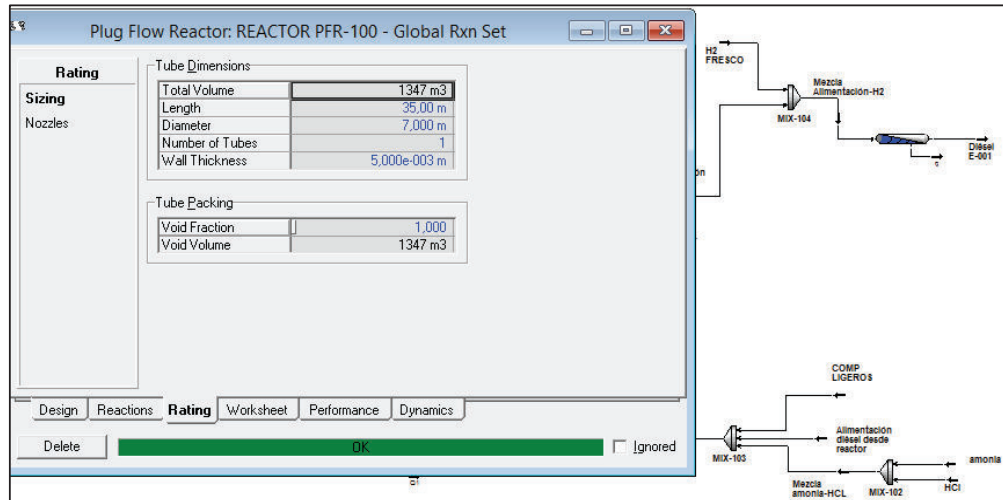 Plug Flow Reactor: REACTOR PFR-100 - Global Rxn Set
Rating
Sizing
Nozzles
Tube Dimensions
Total Volume 1347 m3
Length 35,00 m
Diameter 7,000 m
Number of Tubes 1
Wall Thickness 5,000e-003 m
Tube Packing
Void Fraction 1,000
Void Volume 1347 m3
Design Reactions Rating Worksheet Performance Dynamics
Delete OK Ignored
H2
FRESCO
Mezcla
Alimentación-H2
MIX-104
Diésel
E-001
COMP
LIGEROS
Alimentación
diésel desde
reactor
MIX-103
Mezcla
amonia-HCL
MIX-102
amonia
HCl